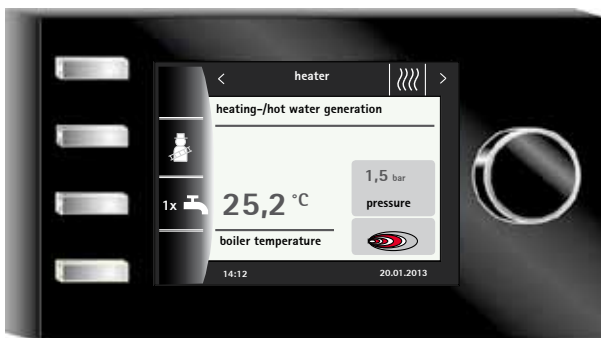 heater
heating-/hot water generation
1,5 bar
pressure
1x
25,2 °C
boiler temperature
14:12
20.01.2013